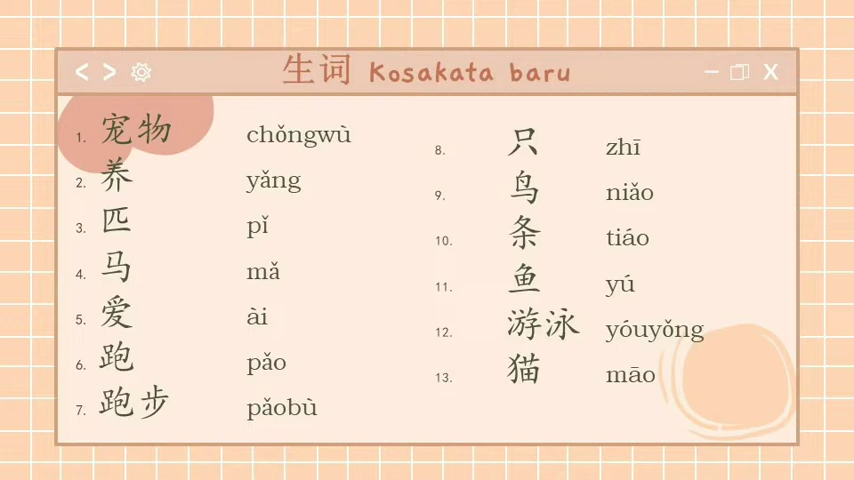 生词 Kosakata baru
1. 宠物 chǒngwù
2. 养 yǎng
3. 匹 pǐ
4. 马 mǎ
5. 爱 ài
6. 跑 pǎo
7. 跑步 pǎobù
8. 只 zhī
9. 鸟 niǎo
10. 条 tiáo
11. 鱼 yú
12. 游泳 yóuyǒng
13. 猫 māo